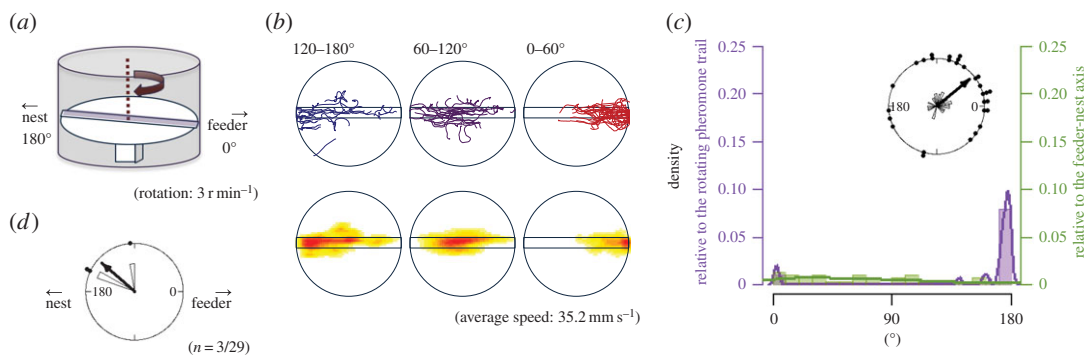 (a)
nest
180°
feeder
0°
(rotation: 3 r min⁻¹)
(b)
120–180°
60–120°
0–60°
(average speed: 35.2 mm s⁻¹)
(c)
density
relative to the rotating pheromone trail
0.25
0.20
0.15
0.10
0.05
0
180
0
0.25
0.20
0.15
0.10
0.05
0
relative to the feeder-nest axis
0
90
180
(°)
(d)
nest
180
0
feeder
(n = 3/29)